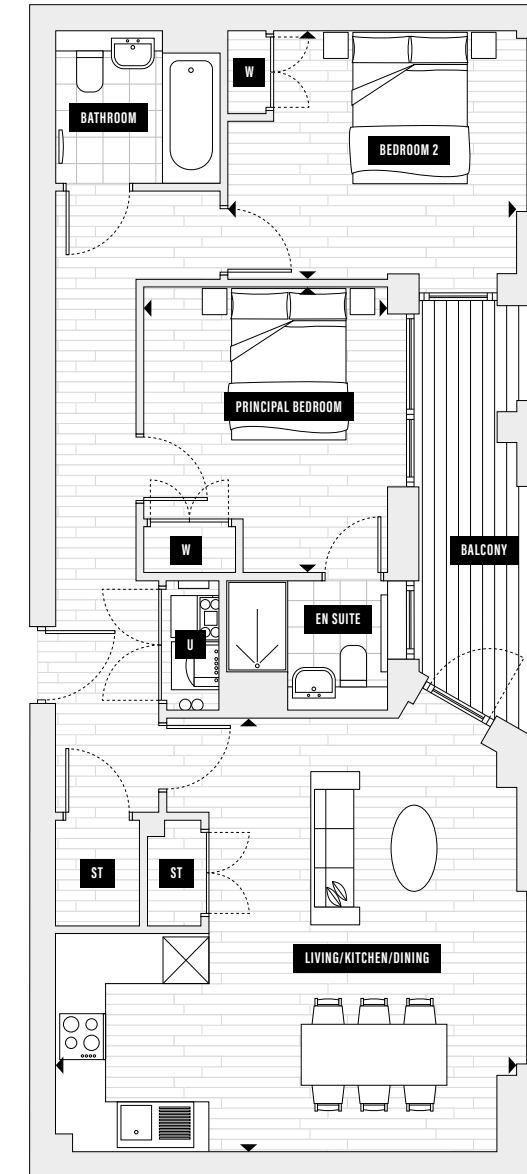 W
BATHROOM
BEDROOM 2
PRINCIPAL BEDROOM
W
BALCONY
EN SUITE
U
ST
ST
LIVING/KITCHEN/DINING